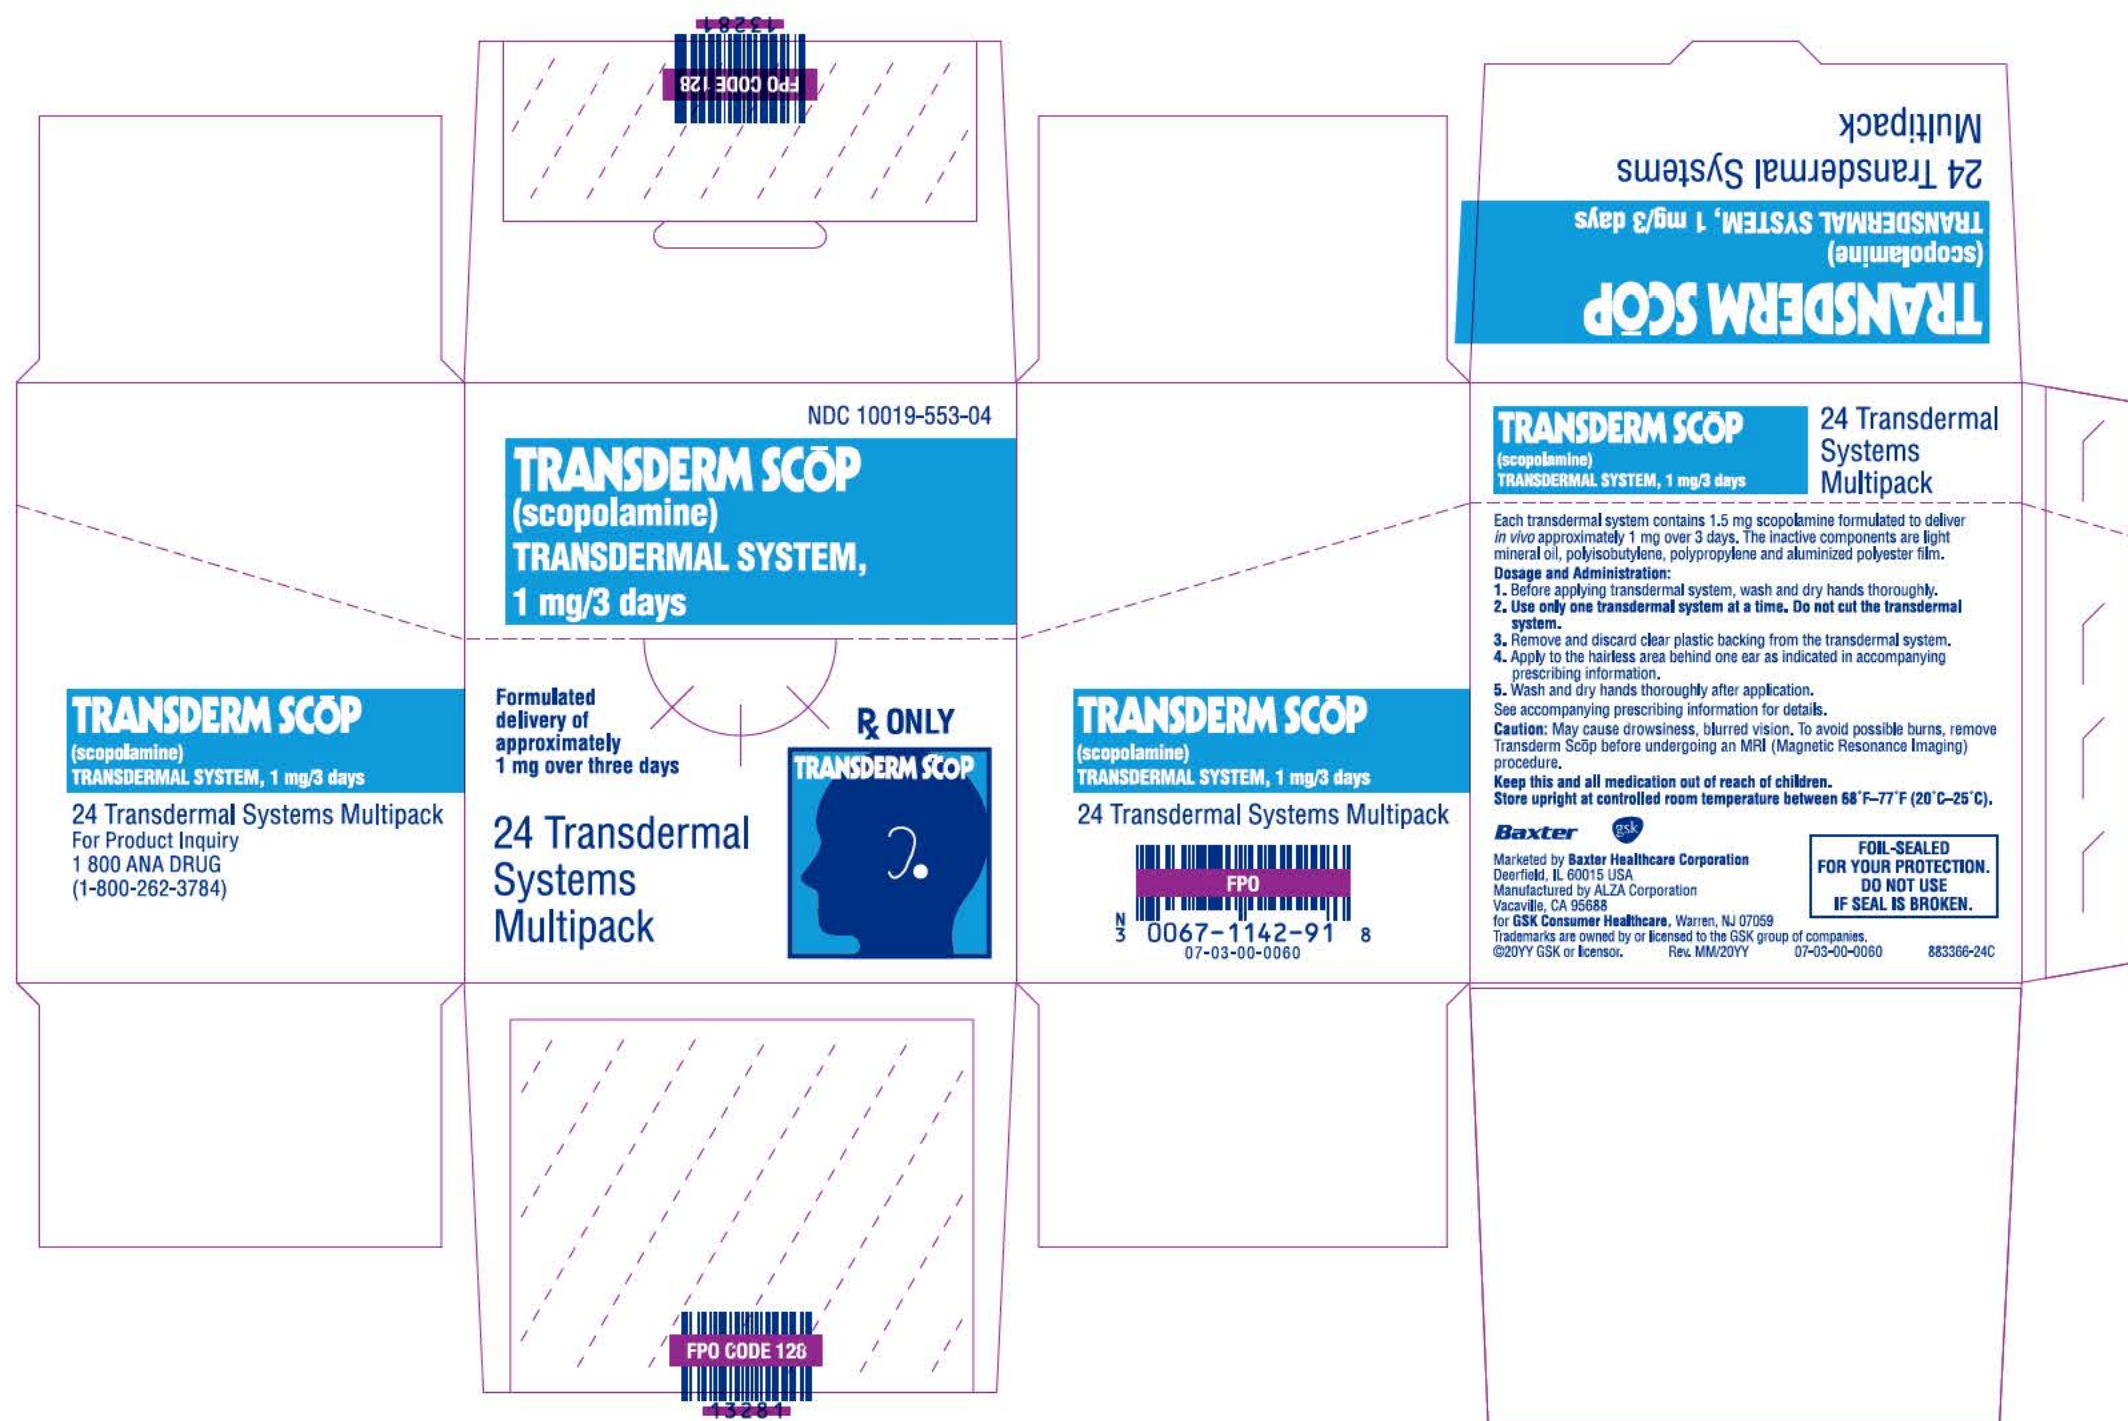 13281
FPO CODE 128
24 Transdermal Systems
Multipack
TRANSDERM SCŌP
(scopolamine)
TRANSDERMAL SYSTEM, 1 mg/3 days
NDC 10019-553-04
TRANSDERM SCŌP
(scopolamine)
TRANSDERMAL SYSTEM,
1 mg/3 days
TRANSDERM SCŌP
(scopolamine)
TRANSDERMAL SYSTEM, 1 mg/3 days
24 Transdermal Systems Multipack
For Product Inquiry
1 800 ANA DRUG
(1-800-262-3784)
Formulated
delivery of
approximately
1 mg over three days
℞ ONLY
TRANSDERM SCŌP
24 Transdermal
Systems
Multipack
TRANSDERM SCŌP
(scopolamine)
TRANSDERMAL SYSTEM, 1 mg/3 days
24 Transdermal Systems Multipack
FPO
N
3 0067-1142-91 8
07-03-00-0060
TRANSDERM SCŌP
(scopolamine)
TRANSDERMAL SYSTEM, 1 mg/3 days
24 Transdermal
Systems
Multipack
Each transdermal system contains 1.5 mg scopolamine formulated to deliver
in vivo approximately 1 mg over 3 days. The inactive components are light
mineral oil, polyisobutylene, polypropylene and aluminized polyester film.
Dosage and Administration:
1. Before applying transdermal system, wash and dry hands thoroughly.
2. Use only one transdermal system at a time. Do not cut the transdermal
system.
3. Remove and discard clear plastic backing from the transdermal system.
4. Apply to the hairless area behind one ear as indicated in accompanying
prescribing information.
5. Wash and dry hands thoroughly after application.
See accompanying prescribing information for details.
Caution: May cause drowsiness, blurred vision. To avoid possible burns, remove
Transderm Scōp before undergoing an MRI (Magnetic Resonance Imaging)
procedure.
Keep this and all medication out of reach of children.
Store upright at controlled room temperature between 68˚F–77˚F (20˚C–25˚C).
Baxter gsk
Marketed by Baxter Healthcare Corporation
Deerfield, IL 60015 USA
Manufactured by ALZA Corporation
Vacaville, CA 95688
for GSK Consumer Healthcare, Warren, NJ 07059
Trademarks are owned by or licensed to the GSK group of companies.
©20YY GSK or licensor. Rev. MM/20YY 07-03-00-0060 883366-24C
FOIL-SEALED
FOR YOUR PROTECTION.
DO NOT USE
IF SEAL IS BROKEN.
FPO CODE 128
13281